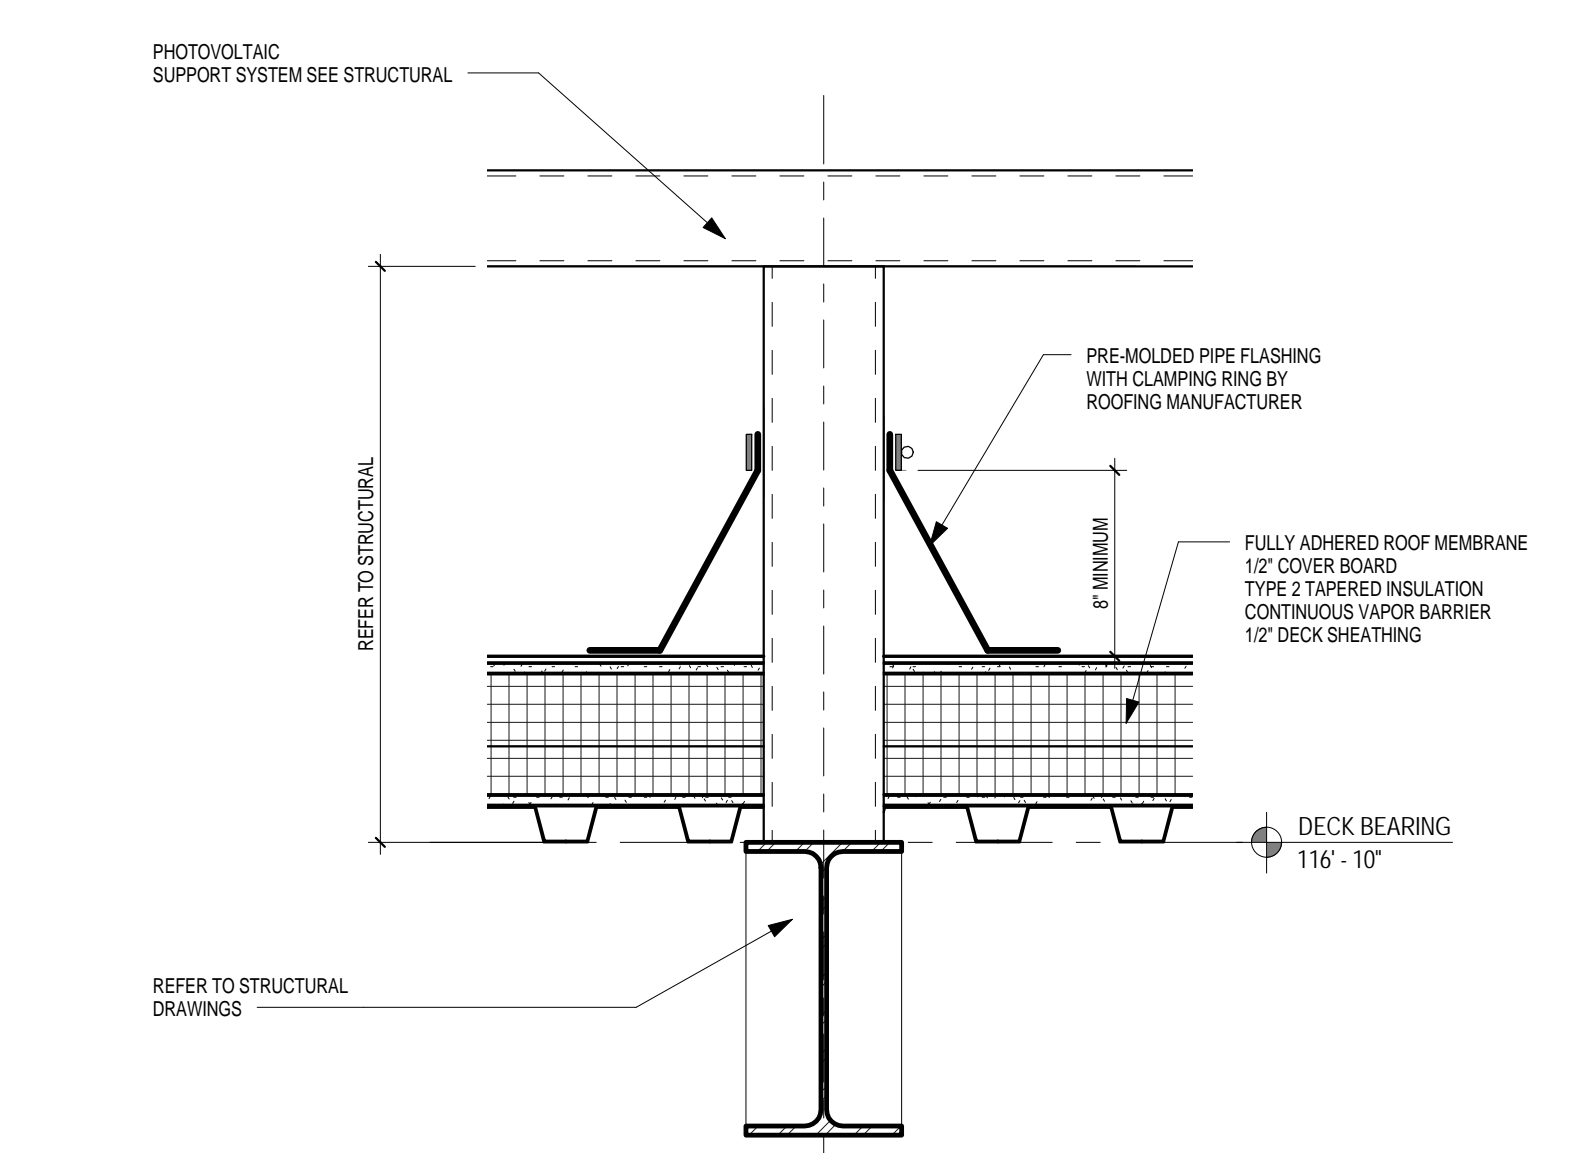 PHOTOVOLTAIC
SUPPORT SYSTEM SEE STRUCTURAL
PRE-MOLDED PIPE FLASHING
WITH CLAMPING RING BY
ROOFING MANUFACTURER
REFER TO STRUCTURAL
8" MINIMUM
FULLY ADHERED ROOF MEMBRANE
1/2" COVER BOARD
TYPE 2 TAPERED INSULATION
CONTINUOUS VAPOR BARRIER
1/2" DECK SHEATHING
DECK BEARING
116' - 10"
REFER TO STRUCTURAL
DRAWINGS